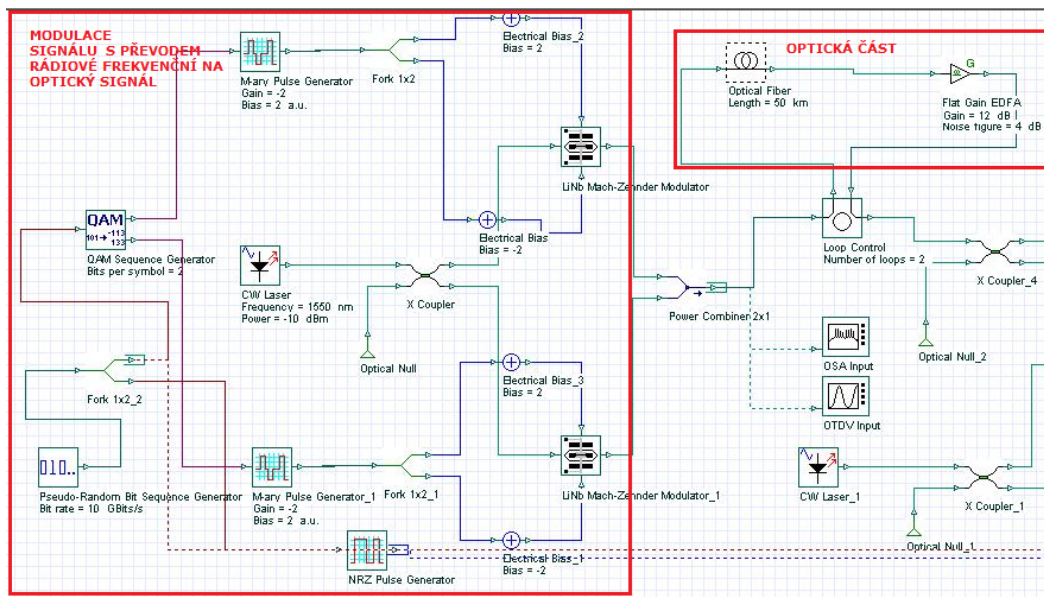 MODULACE
SIGNÁLU S PŘEVODEM
RÁDIOVÉ FREKVENČNÍ NA
OPTICKÝ SIGNÁL
M-ary Pulse Generator
Gain = -2
Bias = 2 a.u.
Fork 1x2
Electrical Bias_2
Bias = 2
LiNb Mach-Zehnder Modulator
OPTICKÁ ČÁST
Optical Fiber
Length = 50 km
G
Flat Gain EDFA
Gain = 12 dB
Noise figure = 4 dB
QAM
101
-113
133
QAM Sequence Generator
Bits per symbol = 2
CW Laser
Frequency = 1550 nm
Power = -10 dBm
X Coupler
Optical Null
Electrical Bias
Bias = -2
Power Combiner 2x1
Loop Control
Number of loops = 2
X Coupler_4
Optical Null_2
OSA Input
OTDV Input
Fork 1x2_2
010..
Pseudo-Random Bit Sequence Generator
Bit rate = 10 GBits/s
M-ary Pulse Generator_1
Gain = -2
Bias = 2 a.u.
Fork 1x2_1
Electrical Bias_3
Bias = 2
LiNb Mach-Zehnder Modulator_1
Electrical Bias_1
Bias = -2
NRZ Pulse Generator
CW Laser_1
X Coupler_1
Optical Null_1